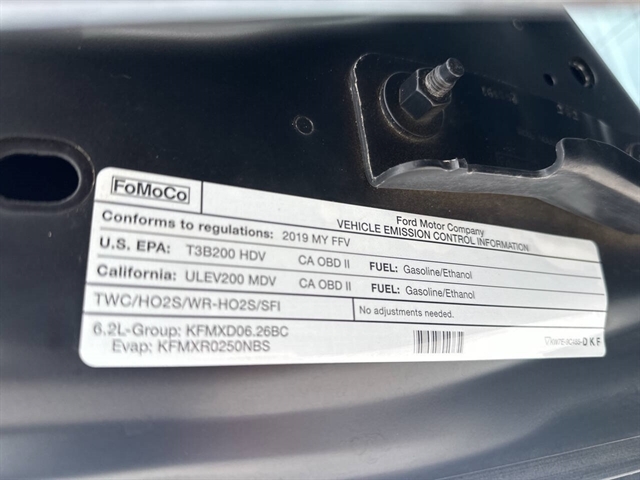 FoMoCo
Ford Motor Company
VEHICLE EMISSION CONTROL INFORMATION
Conforms to regulations: 2019 MY FFV
U.S. EPA: T3B200 HDV CA OBD II FUEL: Gasoline/Ethanol
California: ULEV200 MDV CA OBD II FUEL: Gasoline/Ethanol
TWC/HO2S/WR-HO2S/SFI No adjustments needed.
6.2L-Group: KFMXD06.26BC
Evap: KFMXR0250NBS
DKF